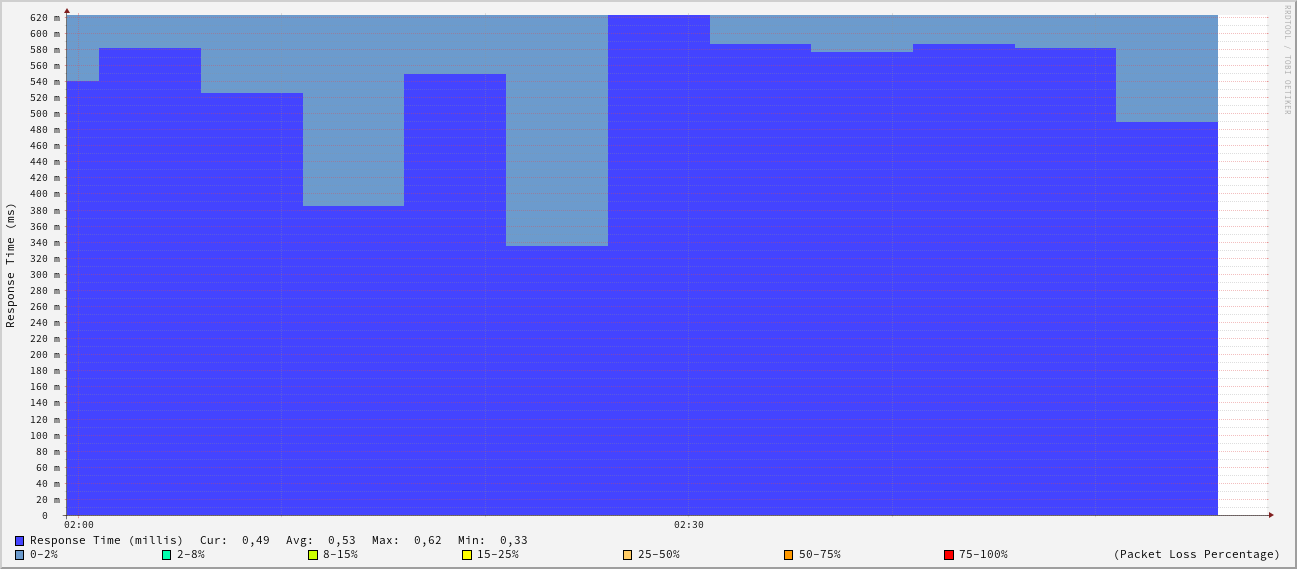 RRDTOOL / TOBI OETIKER
Response Time (ms)
620 m
600 m
580 m
560 m
540 m
520 m
500 m
480 m
460 m
440 m
420 m
400 m
380 m
360 m
340 m
320 m
300 m
280 m
260 m
240 m
220 m
200 m
180 m
160 m
140 m
120 m
100 m
80 m
60 m
40 m
20 m
0
02:00 02:30
Response Time (millis) Cur: 0,49 Avg: 0,53 Max: 0,62 Min: 0,33
0-2% 2-8% 8-15% 15-25% 25-50% 50-75% 75-100% (Packet Loss Percentage)